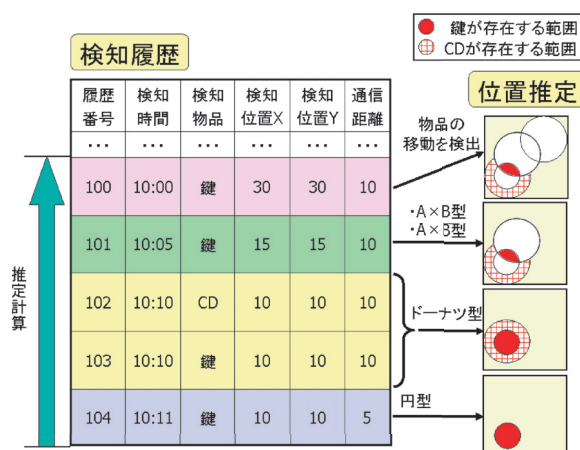 鍵が存在する範囲
CDが存在する範囲
検知履歴
位置推定
履歴番号 検知時間 検知物品 検知位置X 検知位置Y 通信距離
… … … … … …
100 10:00 鍵 30 30 10
101 10:05 鍵 15 15 10
102 10:10 CD 10 10 10
103 10:10 鍵 10 10 10
104 10:11 鍵 10 10 5
推定計算
物品の
移動を検出
・A×B型
・A×B型
ドーナツ型
円型